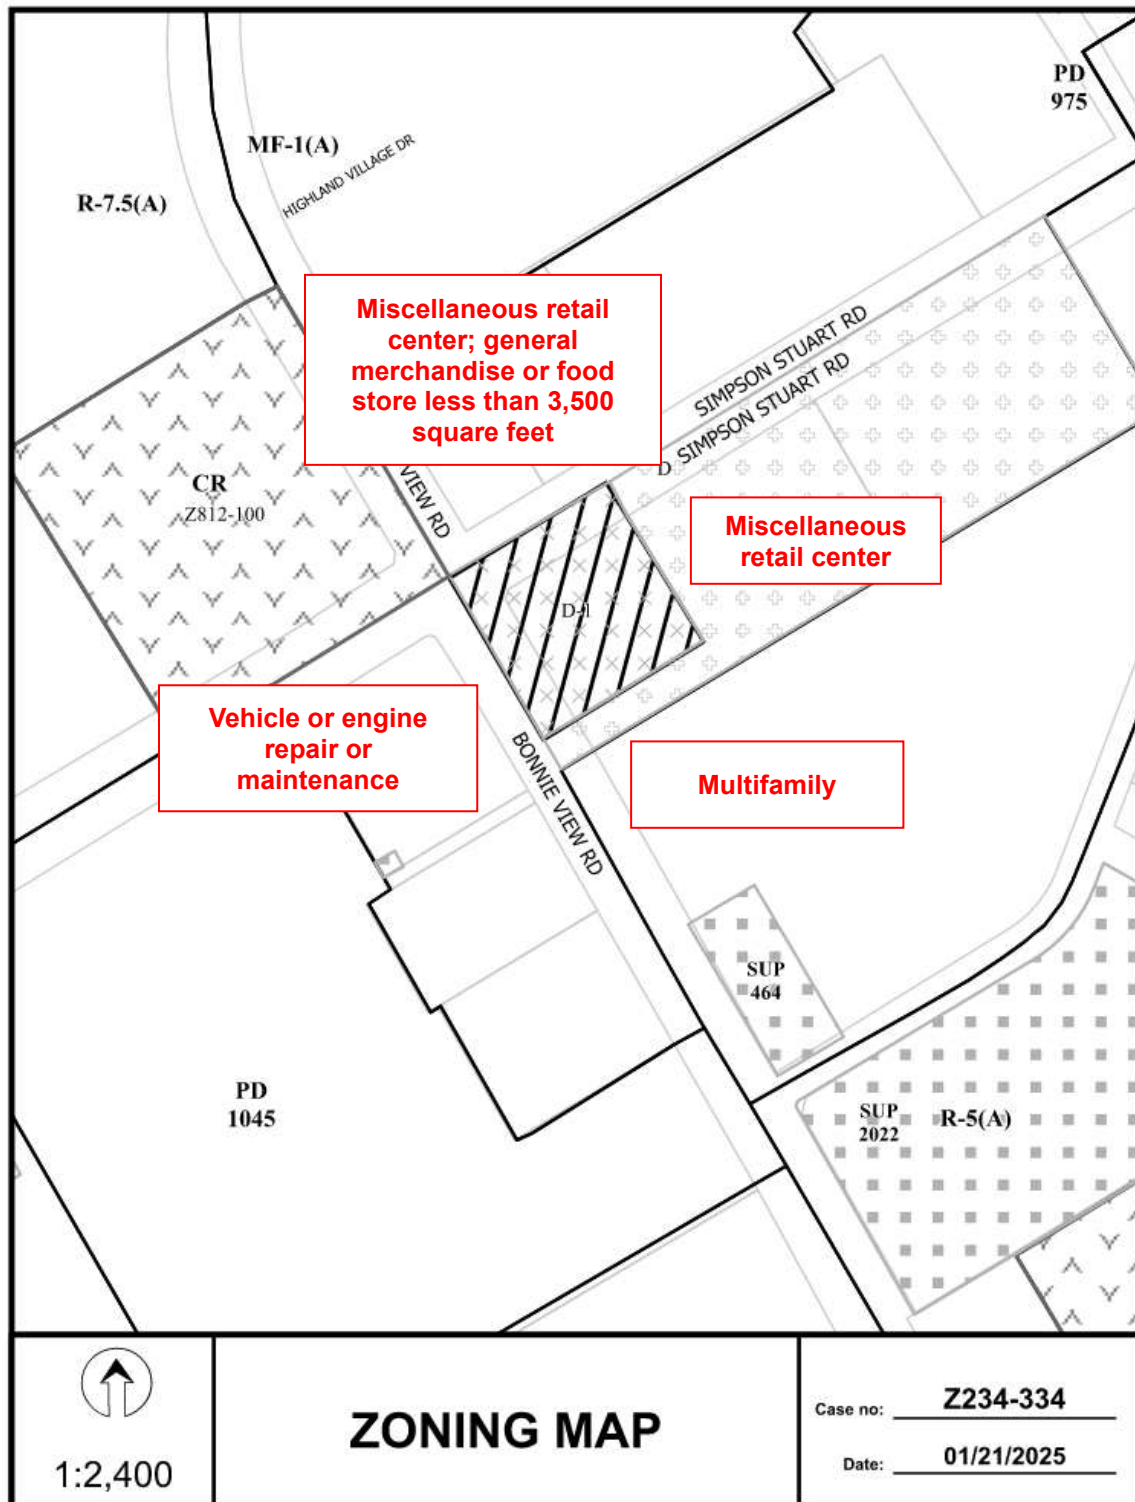 PD
975
MF-1(A)
HIGHLAND VILLAGE DR
R-7.5(A)
Miscellaneous retail
center; general
merchandise or food
store less than 3,500
square feet
SIMPSON STUART RD
SIMPSON STUART RD
D
CR
Z812-100
VIEW RD
Miscellaneous
retail center
D-1
Vehicle or engine
repair or
maintenance
BONNIE VIEW RD
Multifamily
SUP
464
PD
1045
SUP
2022
R-5(A)
1:2,400
ZONING MAP
Case no: Z234-334
Date: 01/21/2025